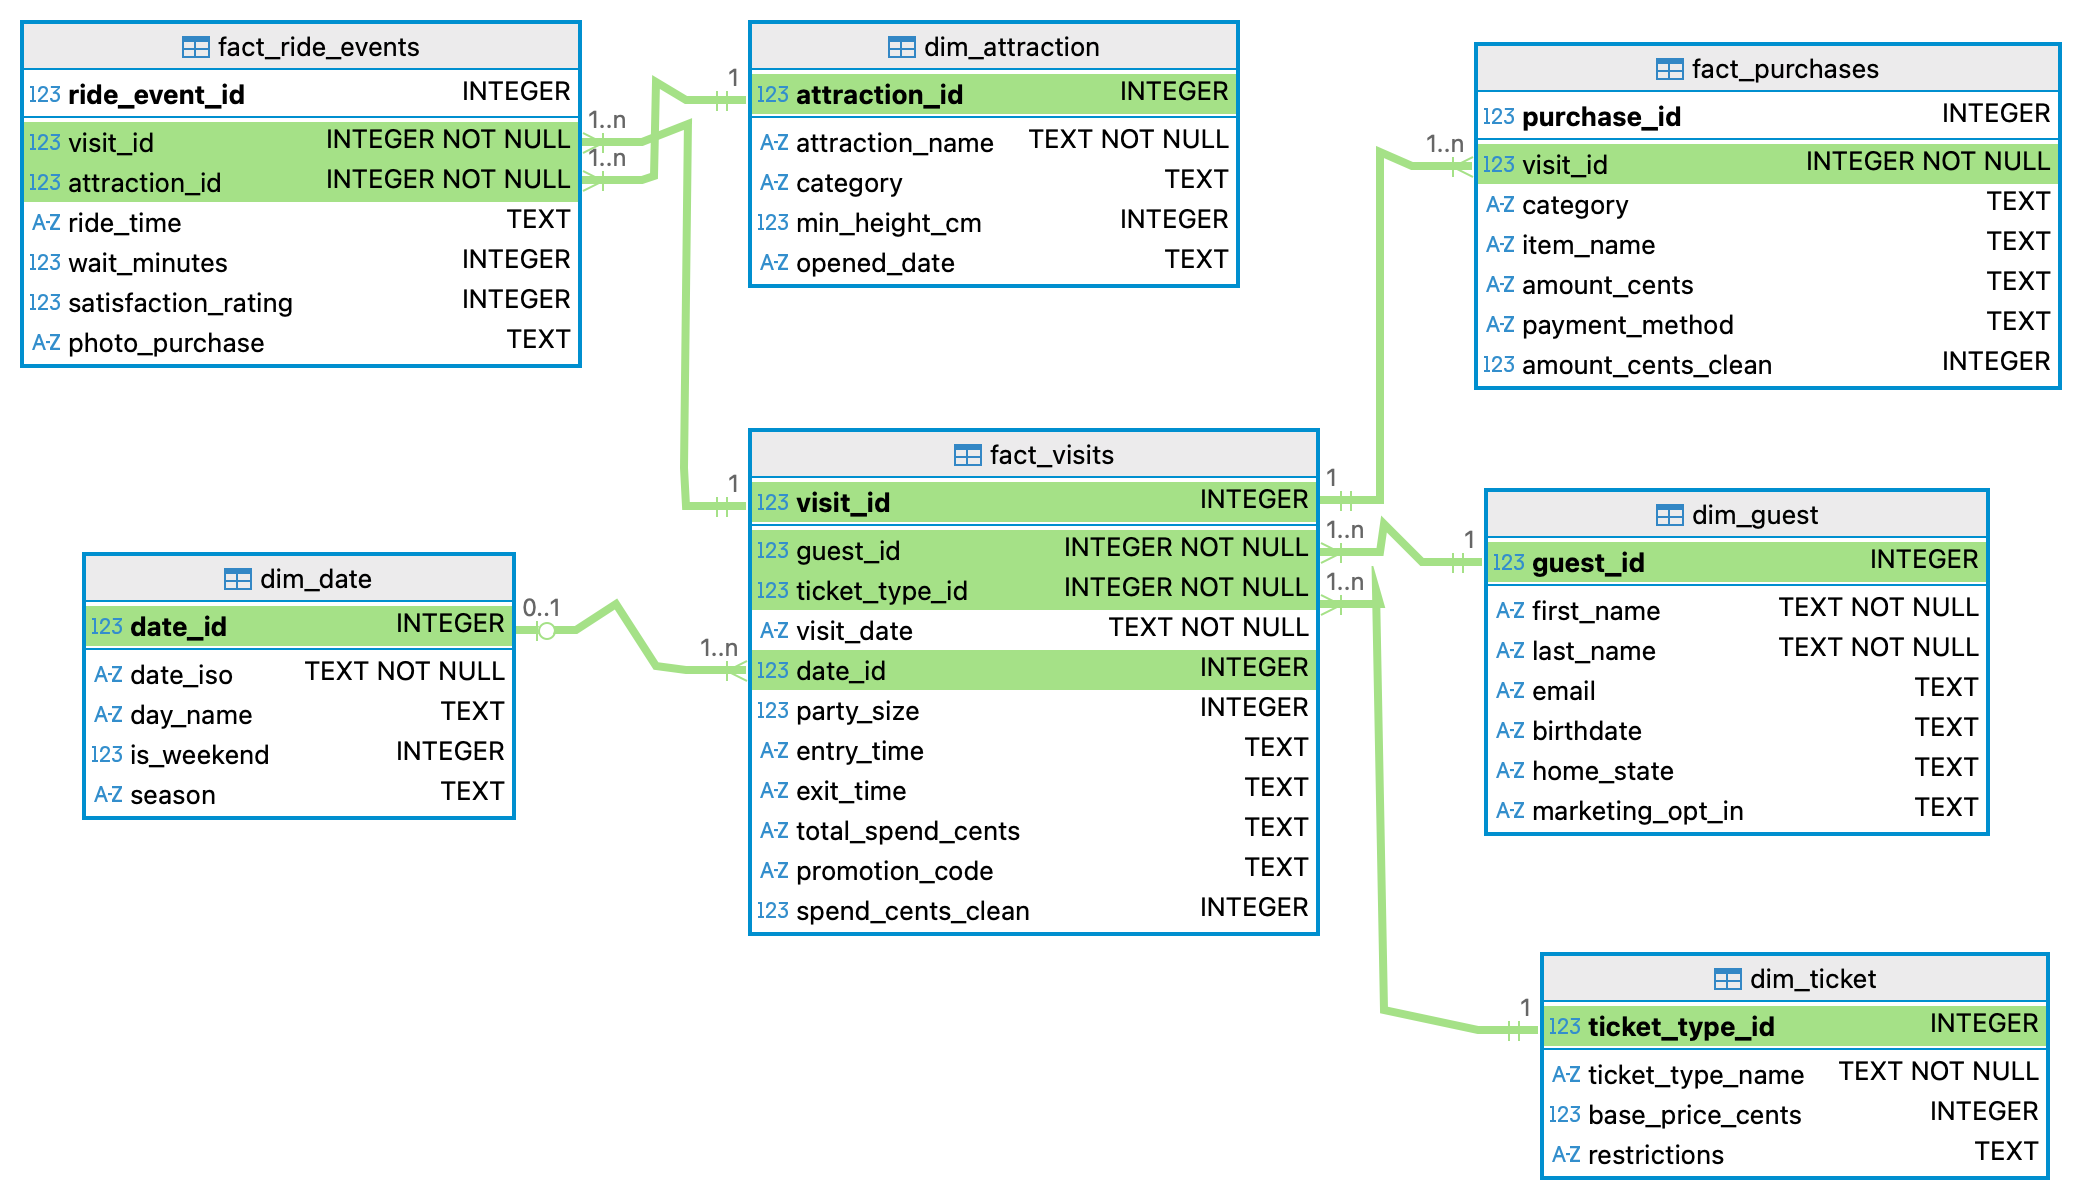 fact_ride_events
123 ride_event_id INTEGER
123 visit_id INTEGER NOT NULL
123 attraction_id INTEGER NOT NULL
A-Z ride_time TEXT
123 wait_minutes INTEGER
123 satisfaction_rating INTEGER
A-Z photo_purchase TEXT
1..n
1..n
1
dim_attraction
123 attraction_id INTEGER
A-Z attraction_name TEXT NOT NULL
A-Z category TEXT
123 min_height_cm INTEGER
A-Z opened_date TEXT
fact_purchases
123 purchase_id INTEGER
123 visit_id INTEGER NOT NULL
A-Z category TEXT
A-Z item_name TEXT
A-Z amount_cents TEXT
A-Z payment_method TEXT
123 amount_cents_clean INTEGER
1..n
dim_date
123 date_id INTEGER
A-Z date_iso TEXT NOT NULL
A-Z day_name TEXT
123 is_weekend INTEGER
A-Z season TEXT
0..1
1..n
1
fact_visits
123 visit_id INTEGER
123 guest_id INTEGER NOT NULL
123 ticket_type_id INTEGER NOT NULL
A-Z visit_date TEXT NOT NULL
123 date_id INTEGER
123 party_size INTEGER
A-Z entry_time TEXT
A-Z exit_time TEXT
A-Z total_spend_cents TEXT
A-Z promotion_code TEXT
123 spend_cents_clean INTEGER
1
1..n
1..n
1
dim_guest
123 guest_id INTEGER
A-Z first_name TEXT NOT NULL
A-Z last_name TEXT NOT NULL
A-Z email TEXT
A-Z birthdate TEXT
A-Z home_state TEXT
A-Z marketing_opt_in TEXT
1
dim_ticket
123 ticket_type_id INTEGER
A-Z ticket_type_name TEXT NOT NULL
123 base_price_cents INTEGER
A-Z restrictions TEXT